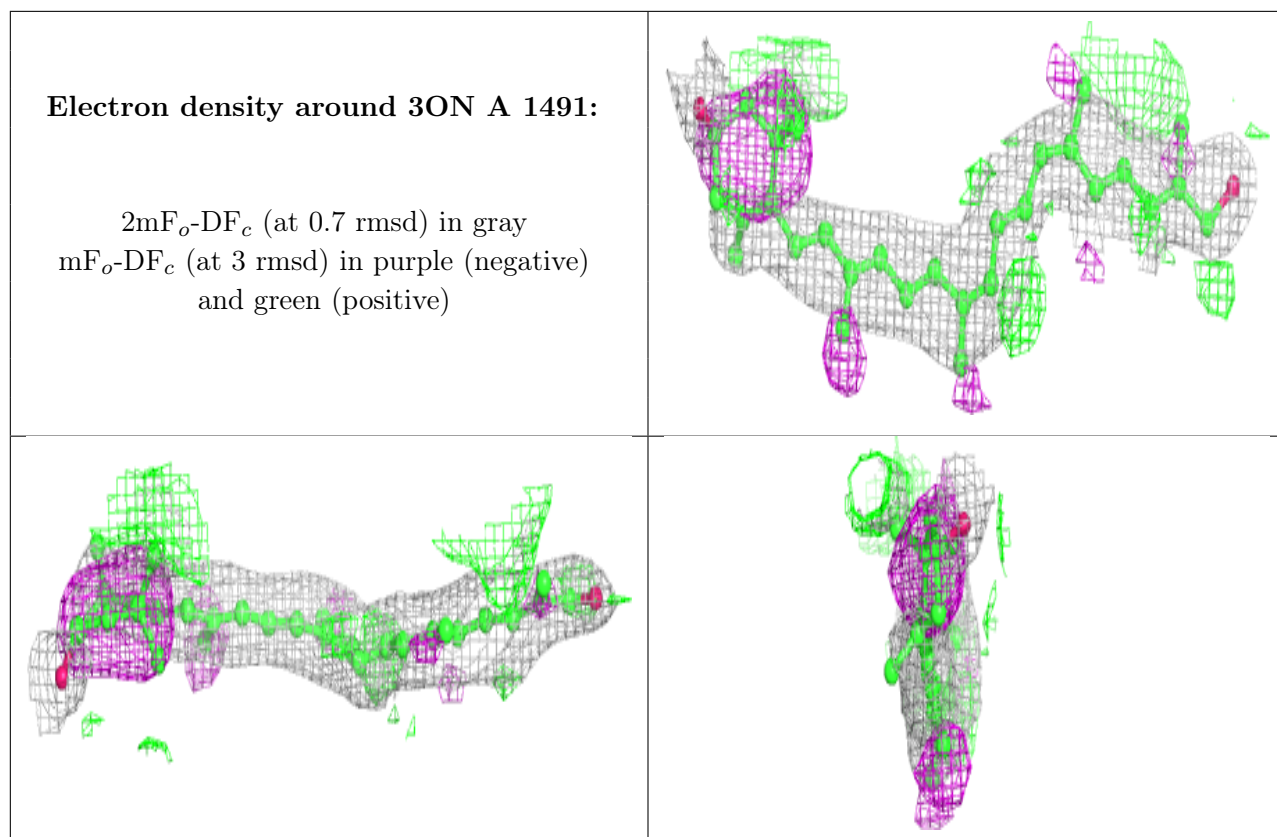 Electron density around 3ON A 1491:
2mFₒ-DF𝒸 (at 0.7 rmsd) in gray
mFₒ-DF𝒸 (at 3 rmsd) in purple (negative)
and green (positive)